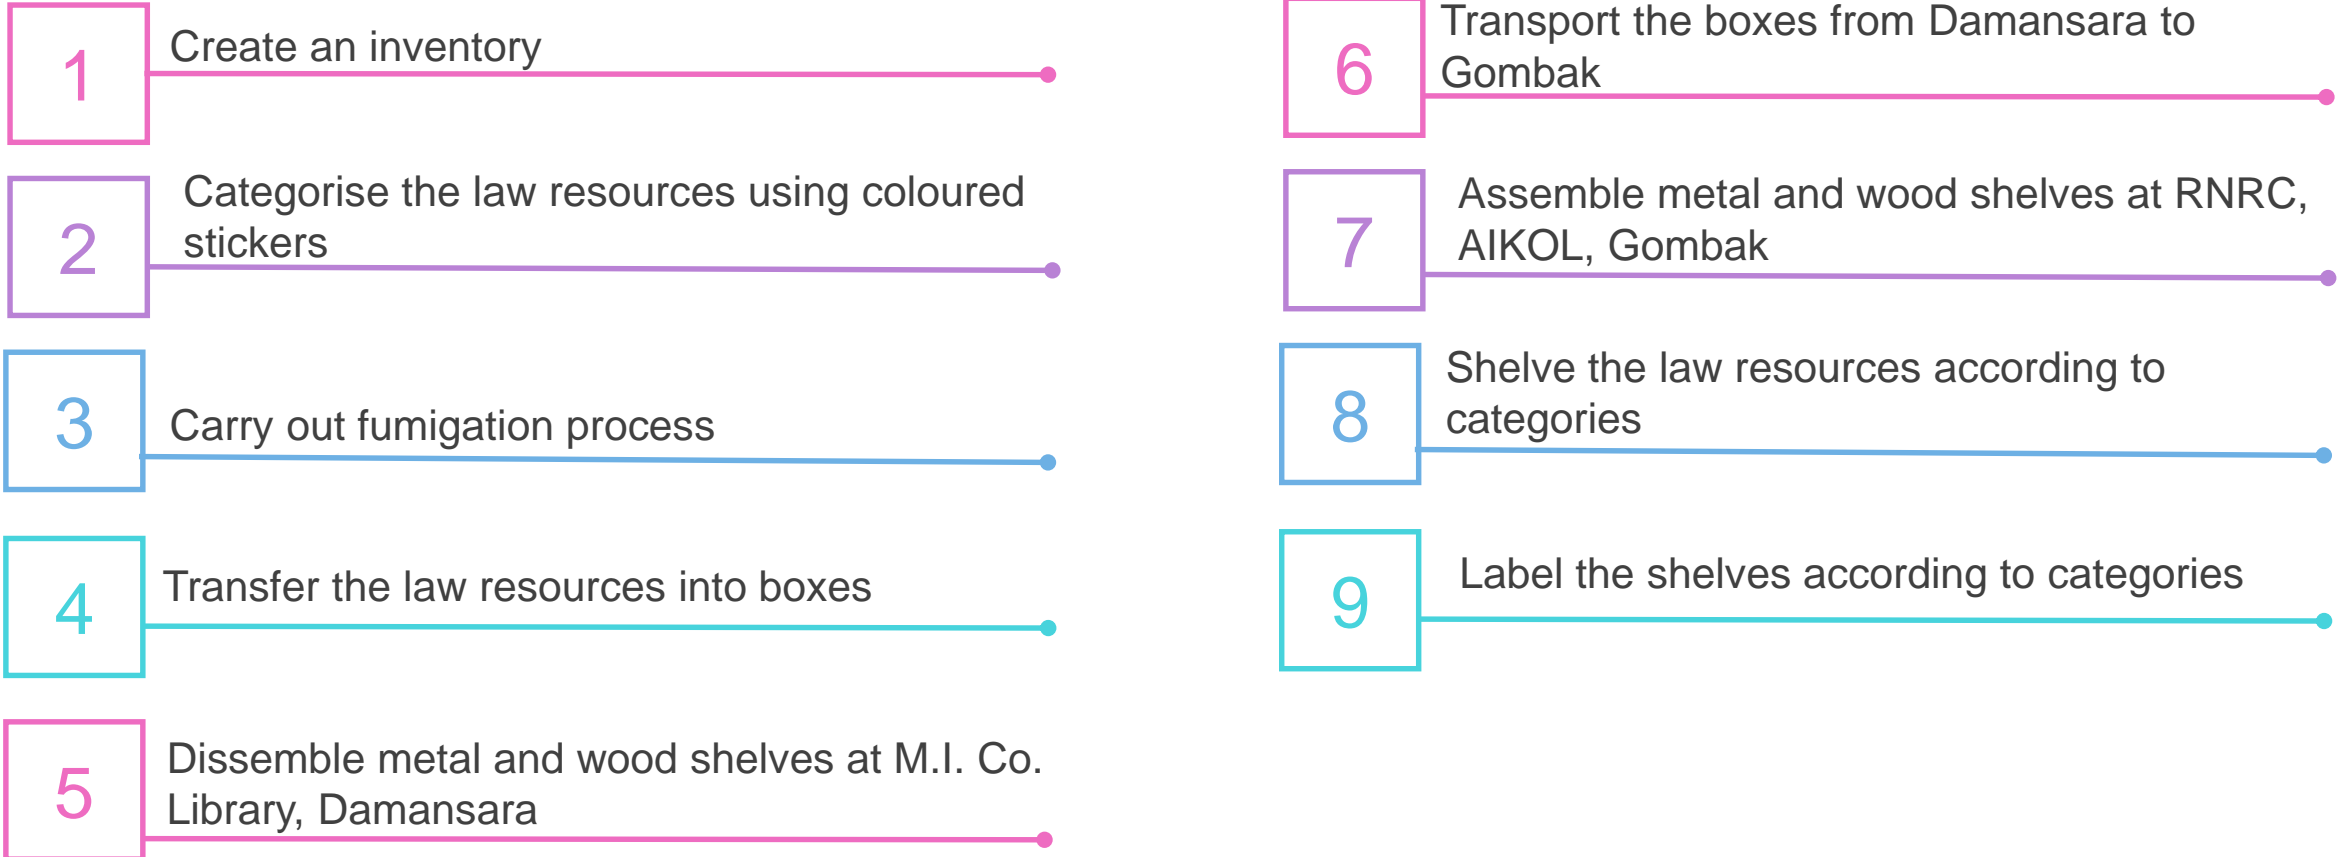 1
Create an inventory
2
Categorise the law resources using coloured
stickers
3
Carry out fumigation process
4
Transfer the law resources into boxes
5
Dissemble metal and wood shelves at M.I. Co.
Library, Damansara
6
Transport the boxes from Damansara to
Gombak
7
Assemble metal and wood shelves at RNRC,
AIKOL, Gombak
8
Shelve the law resources according to
categories
9
Label the shelves according to categories